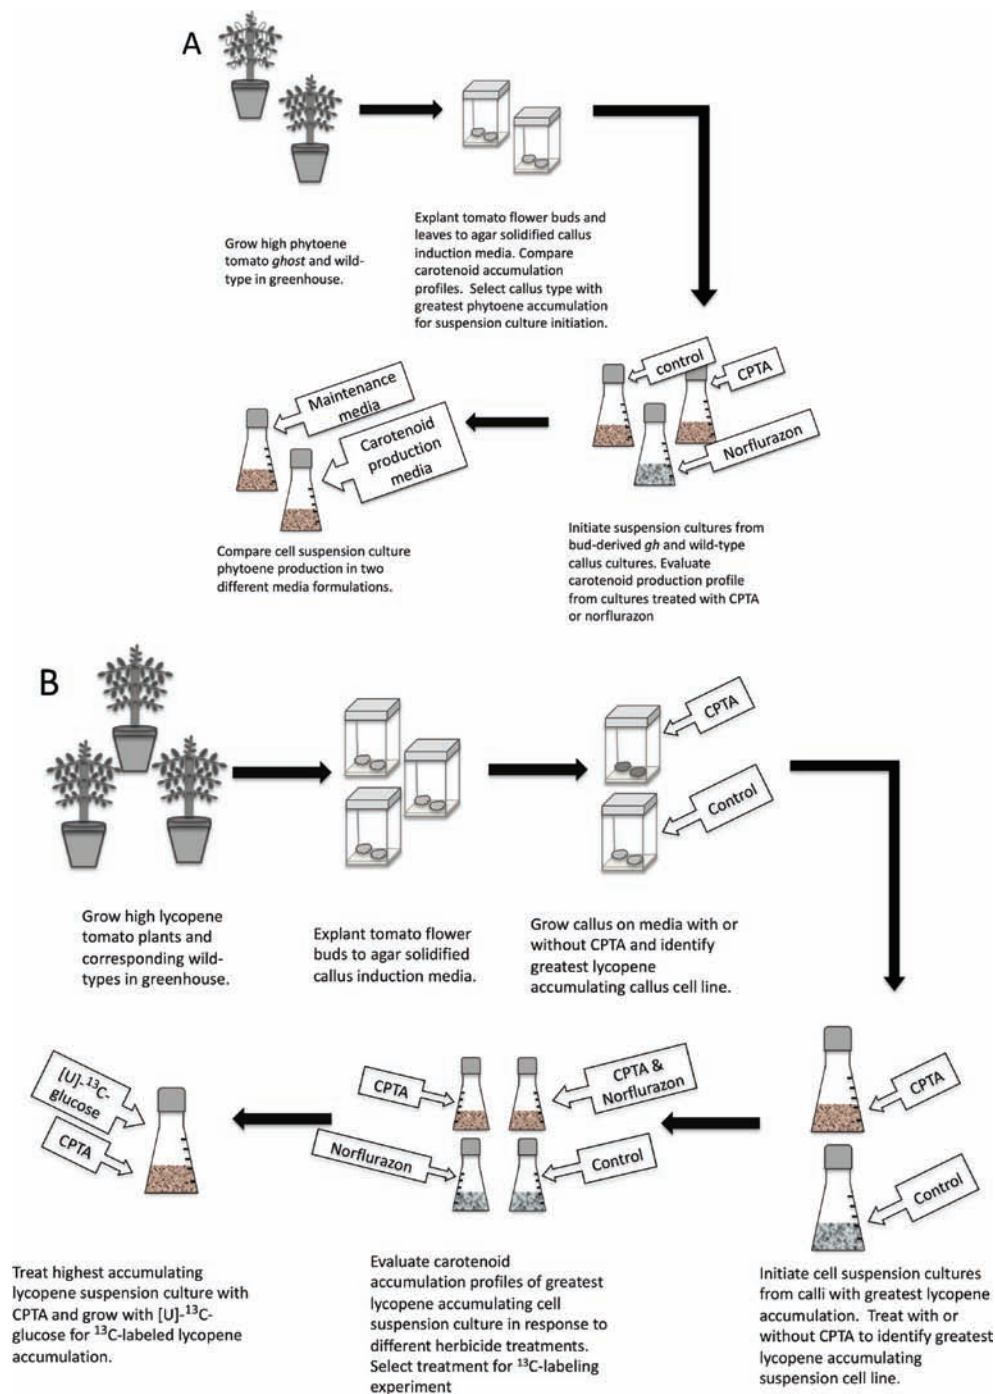 A
Grow high phytoene
tomato ghost and wild-
type in greenhouse.
Explant tomato flower buds and
leaves to agar solidified callus
induction media. Compare
carotenoid accumulation
profiles. Select callus type with
greatest phytoene accumulation
for suspension culture initiation.
control
CPTA
Norflurazon
Initiate suspension cultures from
bud-derived gh and wild-type
callus cultures. Evaluate
carotenoid production profile
from cultures treated with CPTA
or norflurazon
Maintenance
media
Carotenoid
production
media
Compare cell suspension culture
phytoene production in two
different media formulations.
B
Grow high lycopene
tomato plants and
corresponding wild-
types in greenhouse.
Explant tomato flower
buds to agar solidified
callus induction media.
CPTA
Control
Grow callus on media with or
without CPTA and identify
greatest lycopene
accumulating callus cell line.
CPTA
Control
Initiate cell suspension cultures
from calli with greatest lycopene
accumulation. Treat with or
without CPTA to identify greatest
lycopene accumulating
suspension cell line.
CPTA
CPTA &
Norflurazon
Norflurazon
Control
Evaluate carotenoid
accumulation profiles of greatest
lycopene accumulating cell
suspension culture in response to
different herbicide treatments.
Select treatment for ¹³C-labeling
experiment
[U]-¹³C-
glucose
CPTA
Treat highest accumulating
lycopene suspension culture with
CPTA and grow with [U]-¹³C-
glucose for ¹³C-labeled lycopene
accumulation.